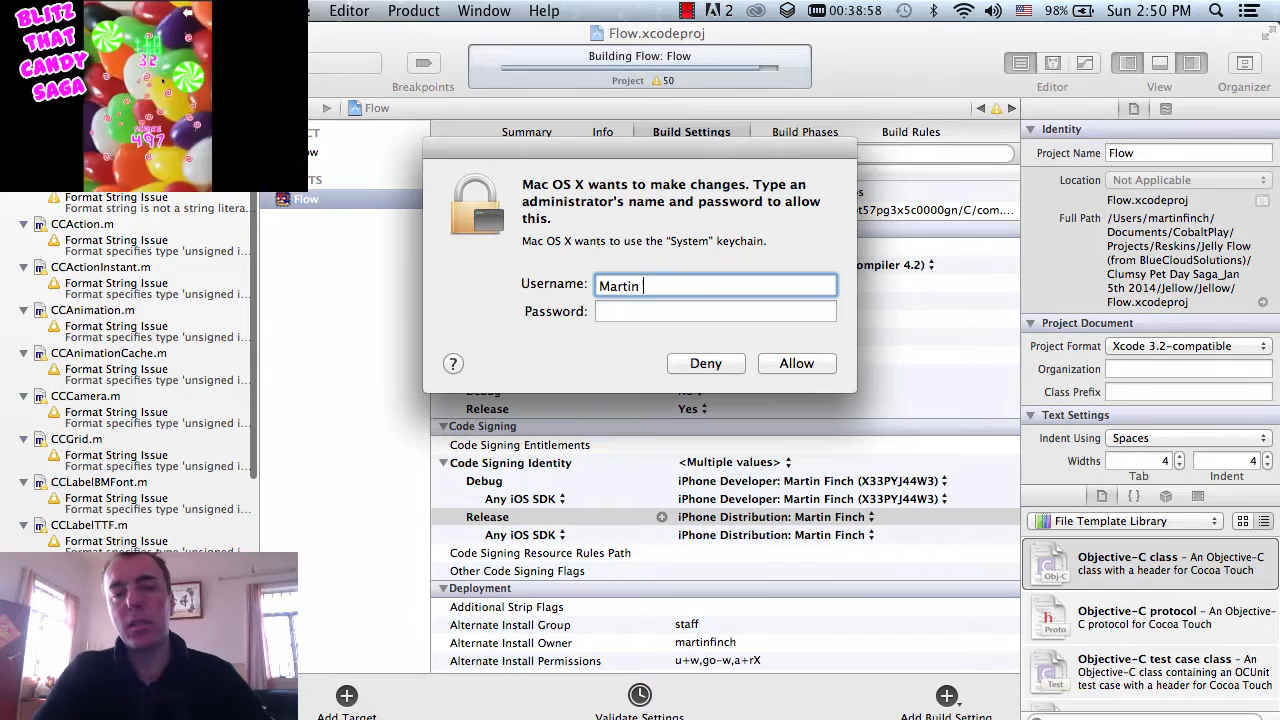 BLITZ
THAT
CANDY
SAGA
+10
32
SCORE
497
Editor Product Window Help
2
00:38:58
98%
Sun 2:50 PM
Flow.xcodeproj
Building Flow: Flow
Project 50
Breakpoints
Editor
View
Organizer
Flow
Summary Info Build Settings Build Phases Build Rules
Flow
Format String Issue
Format string is not a string litera...
CCAction.m
Format String Issue
Format specifies type 'unsigned i...
CCActionInstant.m
Format String Issue
Format specifies type 'unsigned i...
CCAnimation.m
Format String Issue
Format specifies type 'unsigned i...
CCAnimationCache.m
Format String Issue
Format specifies type 'unsigned i...
CCCamera.m
Format String Issue
Format specifies type 'unsigned i...
CCGrid.m
Format String Issue
Format specifies type 'unsigned i...
CCLabelBMFont.m
Format String Issue
Format specifies type 'unsigned i...
CCLabelTTF.m
Format String Issue
Mac OS X wants to make changes. Type an
administrator's name and password to allow
this.
Mac OS X wants to use the “System” keychain.
Username: Martin
Password:
?
Deny
Allow
ot57pg3x5c0000gn/C/com....
ompiler 4.2)
Release Yes
Code Signing
Code Signing Entitlements
Code Signing Identity <Multiple values>
Debug iPhone Developer: Martin Finch (X33PYJ44W3)
Any iOS SDK iPhone Developer: Martin Finch (X33PYJ44W3)
Release iPhone Distribution: Martin Finch
Any iOS SDK iPhone Distribution: Martin Finch
Code Signing Resource Rules Path
Other Code Signing Flags
Deployment
Additional Strip Flags
Alternate Install Group staff
Alternate Install Owner martinfinch
Alternate Install Permissions u+w,go-w,a+rX
Add Target
Validate Settings
Add Build Setting
Identity
Project Name Flow
Location Not Applicable
Flow.xcodeproj
Full Path /Users/martinfinch/
Documents/CobaltPlay/
Projects/Reskins/Jelly Flow
(from BlueCloudSolutions)/
Clumsy Pet Day Saga_Jan
5th 2014/Jellow/Jellow/
Flow.xcodeproj
Project Document
Project Format Xcode 3.2-compatible
Organization
Class Prefix
Text Settings
Indent Using Spaces
Widths 4 4
Tab Indent
{ }
File Template Library
Objective-C class – An Objective-C
class with a header for Cocoa Touch
Obj-C
Objective-C protocol – An Objective-
C protocol for Cocoa Touch
Proto
Objective-C test case class – An
Objective-C class containing an OCUnit
test case with a header for Cocoa Touch
Test